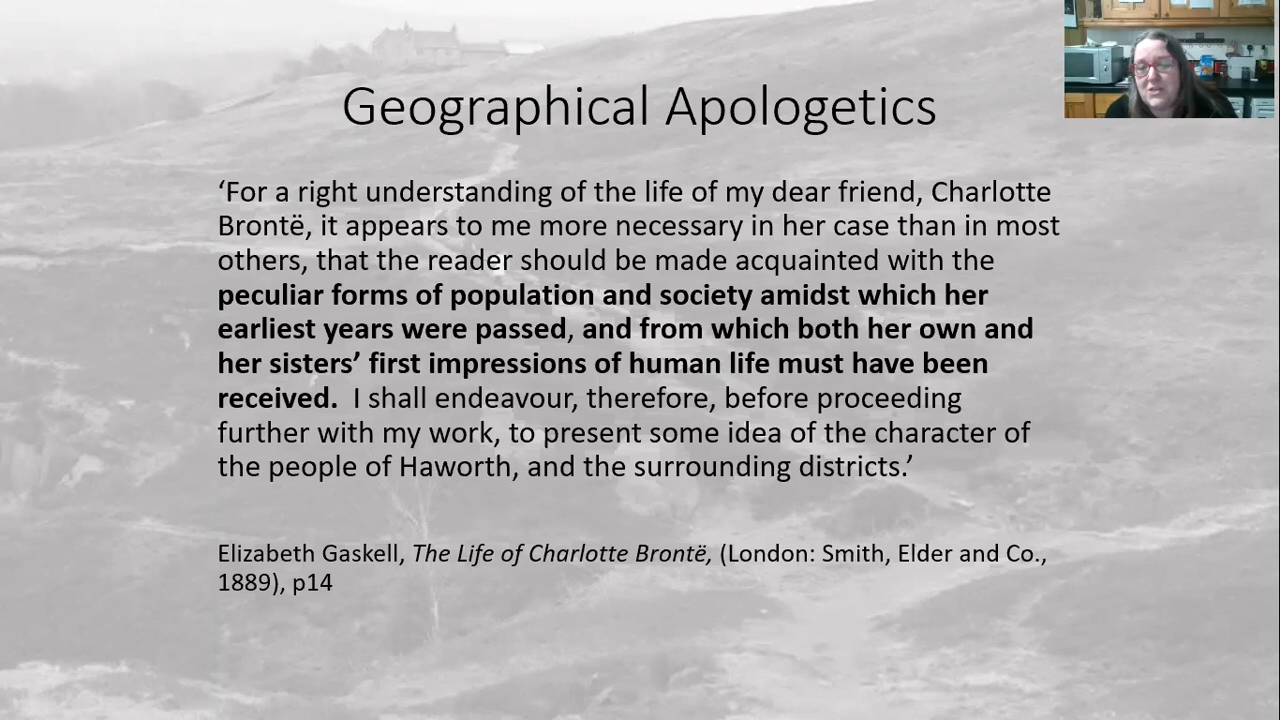 Geographical Apologetics
‘For a right understanding of the life of my dear friend, Charlotte
Brontë, it appears to me more necessary in her case than in most
others, that the reader should be made acquainted with the
peculiar forms of population and society amidst which her
earliest years were passed, and from which both her own and
her sisters’ first impressions of human life must have been
received.  I shall endeavour, therefore, before proceeding
further with my work, to present some idea of the character of
the people of Haworth, and the surrounding districts.’
Elizabeth Gaskell, The Life of Charlotte Brontë, (London: Smith, Elder and Co.,
1889), p14